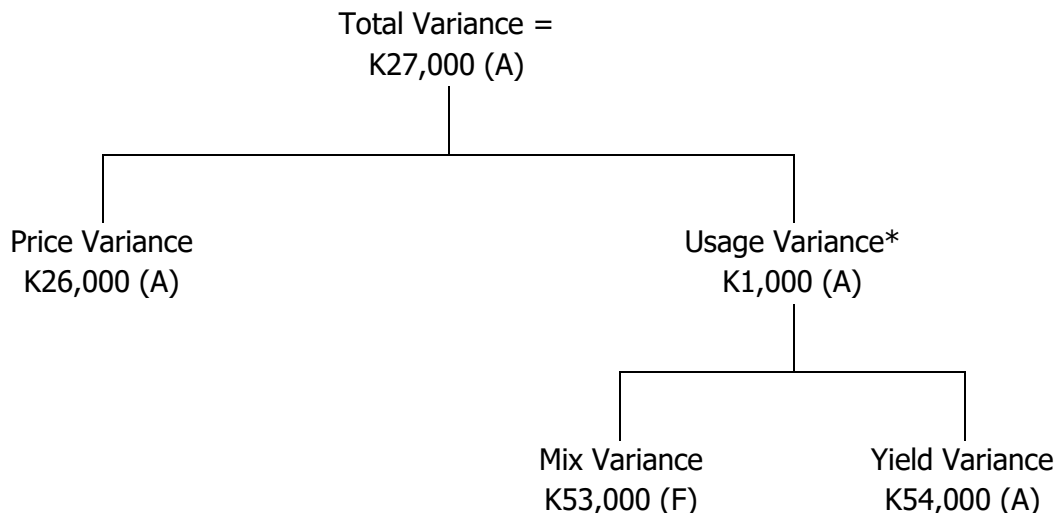 Total Variance =
K27,000 (A)
Price Variance
K26,000 (A)
Usage Variance*
K1,000 (A)
Mix Variance
K53,000 (F)
Yield Variance
K54,000 (A)